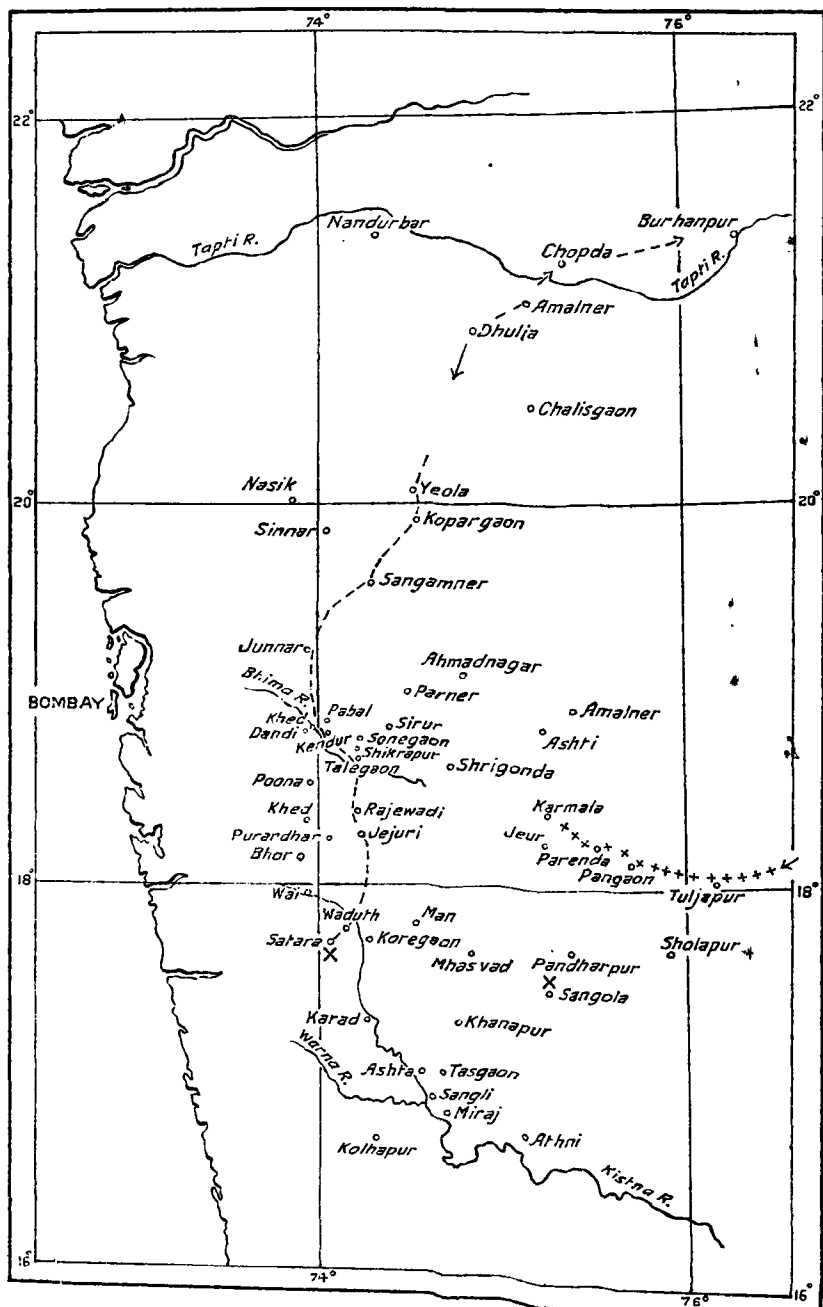 74° 76°
22° 22°
Nandurbar Burhanpur
Tapti R. Chopda
Tapti R.
Amalner
Dhulia
Chalisgaon
Nasik Yeola
20° 20°
Sinnar Kopargaon
Sangamner
Junnar Ahmadnagar
Bhima R. Parner
BOMBAY Khed Pabal Sirur Amalner
Dandi Kendur Sonegaon Ashti
Shikrapur
Talegaon Shrigonda
Poona
Khed Rajewadi Karmala
Purardhar Jejuri Jeur
Bhor Parenda
Pangaon
18° 18°
Wai Tuljapur
Waduth Man
Satara Koregaon Sholapur
Mhasvad Pandharpur
Sangola
Karad Khanapur
Warna R. Ashta Tasgaon
Sangli
Miraj
Kolhapur Athni
Kistna R.
16° 16°
74° 76°